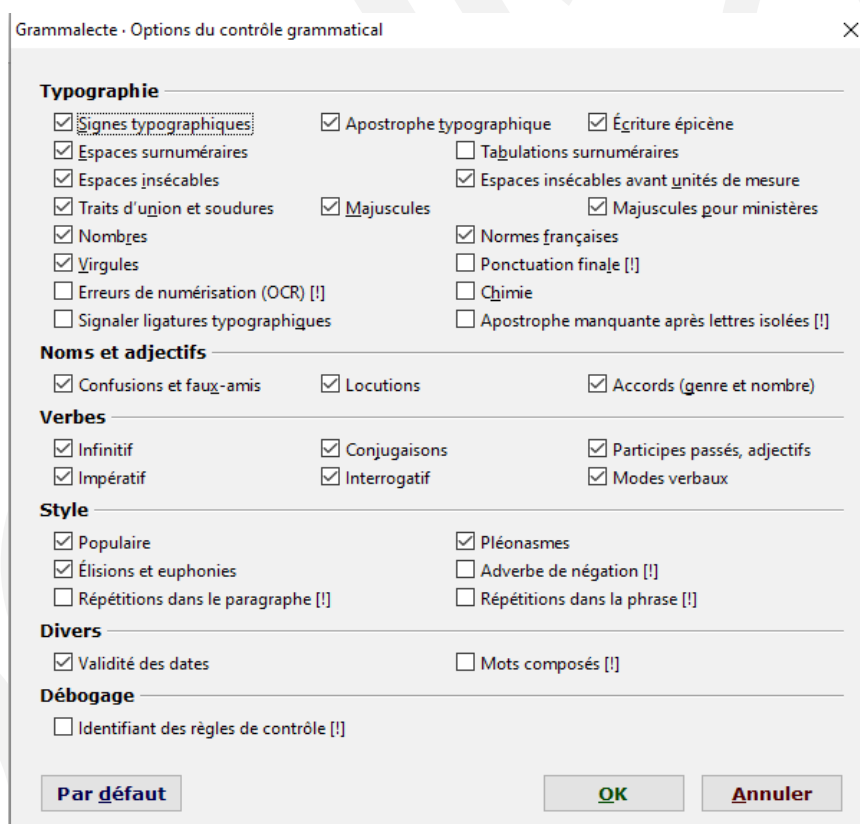 Grammalecte · Options du contrôle grammatical
Typographie
Signes typographiques Apostrophe typographique Écriture épicène
Espaces surnuméraires Tabulations surnuméraires
Espaces insécables Espaces insécables avant unités de mesure
Traits d'union et soudures Majuscules Majuscules pour ministères
Nombres Normes françaises
Virgules Ponctuation finale [!]
Erreurs de numérisation (OCR) [!] Chimie
Signaler ligatures typographiques Apostrophe manquante après lettres isolées [!]
Noms et adjectifs
Confusions et faux-amis Locutions Accords (genre et nombre)
Verbes
Infinitif Conjugaisons Participes passés, adjectifs
Impératif Interrogatif Modes verbaux
Style
Populaire Pléonasmes
Élisions et euphonies Adverbe de négation [!]
Répétitions dans le paragraphe [!] Répétitions dans la phrase [!]
Divers
Validité des dates Mots composés [!]
Débogage
Identifiant des règles de contrôle [!]
Par défaut OK Annuler